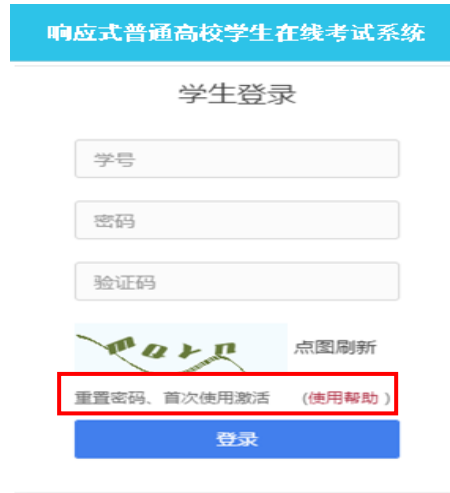 响应式普通高校学生在线考试系统
学生登录
学号
密码
验证码
点图刷新
重置密码、首次使用激活 (使用帮助)
登录